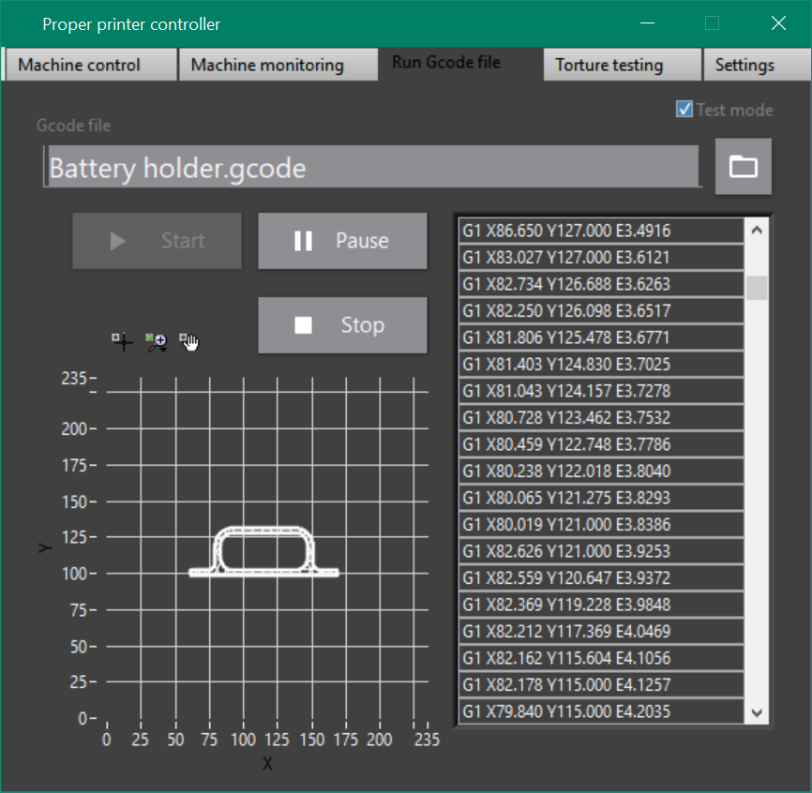 Proper printer controller
Machine control Machine monitoring Run Gcode file Torture testing Settings
Test mode
Gcode file
Battery holder.gcode
Start Pause
Stop
G1 X86.650 Y127.000 E3.4916
G1 X83.027 Y127.000 E3.6121
G1 X82.734 Y126.688 E3.6263
G1 X82.250 Y126.098 E3.6517
G1 X81.806 Y125.478 E3.6771
G1 X81.403 Y124.830 E3.7025
G1 X81.043 Y124.157 E3.7278
G1 X80.728 Y123.462 E3.7532
G1 X80.459 Y122.748 E3.7786
G1 X80.238 Y122.018 E3.8040
G1 X80.065 Y121.275 E3.8293
G1 X80.019 Y121.000 E3.8386
G1 X82.626 Y121.000 E3.9253
G1 X82.559 Y120.647 E3.9372
G1 X82.369 Y119.228 E3.9848
G1 X82.212 Y117.369 E4.0469
G1 X82.162 Y115.604 E4.1056
G1 X82.178 Y115.000 E4.1257
G1 X79.840 Y115.000 E4.2035
235
200
175
150
125
Y
100
75
50
25
0
0 25 50 75 100 125 150 175 200 235
X